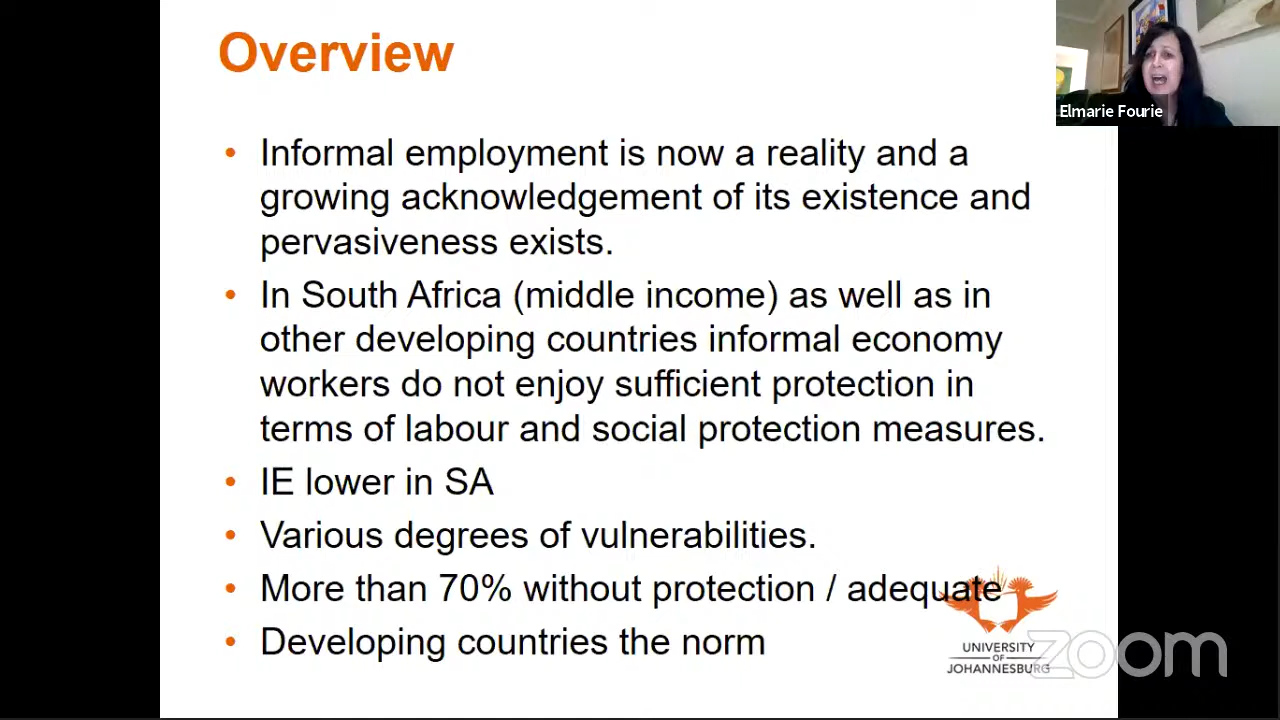 Overview
Elmarie Fourie
• Informal employment is now a reality and a
growing acknowledgement of its existence and
pervasiveness exists.
• In South Africa (middle income) as well as in
other developing countries informal economy
workers do not enjoy sufficient protection in
terms of labour and social protection measures.
• IE lower in SA
• Various degrees of vulnerabilities.
• More than 70% without protection / adequate
• Developing countries the norm
UNIVERSITY
OF
JOHANNESBURG
zoom